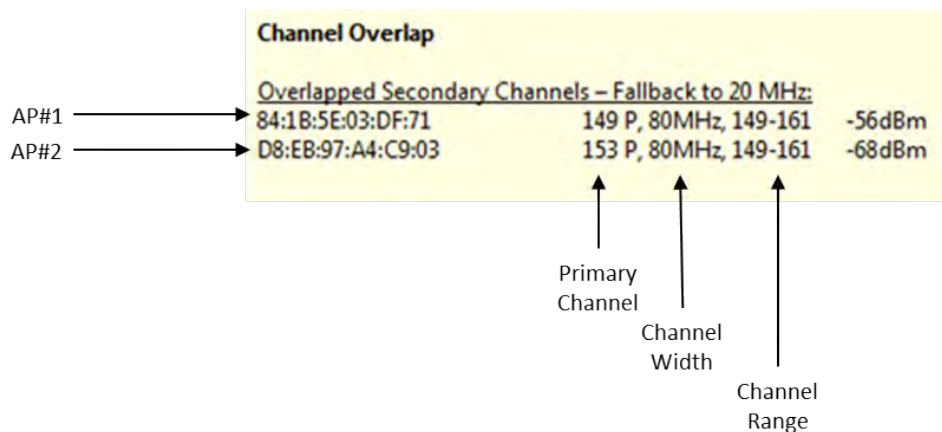 Channel Overlap
Overlapped Secondary Channels – Fallback to 20 MHz:
AP#1 84:1B:5E:03:DF:71 149 P, 80MHz, 149-161 -56dBm
AP#2 D8:EB:97:A4:C9:03 153 P, 80MHz, 149-161 -68dBm
Primary
Channel
Channel
Width
Channel
Range